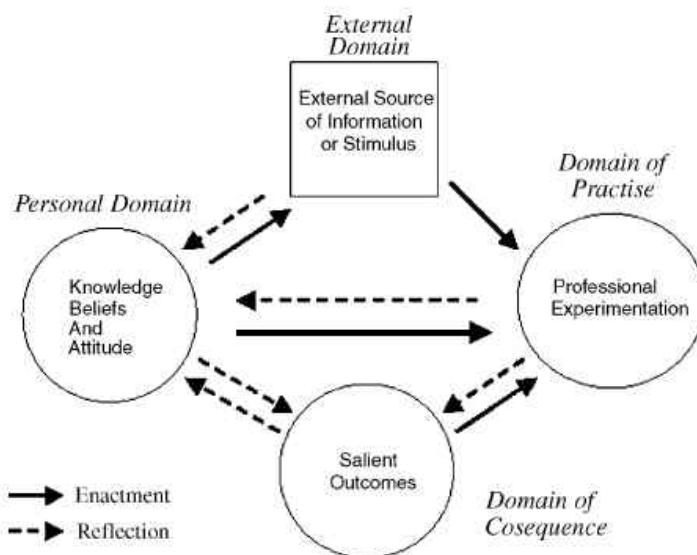 External
Domain
External Source
of Information
or Stimulus
Domain of
Practise
Personal Domain
Knowledge
Beliefs
And
Attitude
Professional
Experimentation
Salient
Outcomes
Enactment
Reflection
Domain of
Cosequence